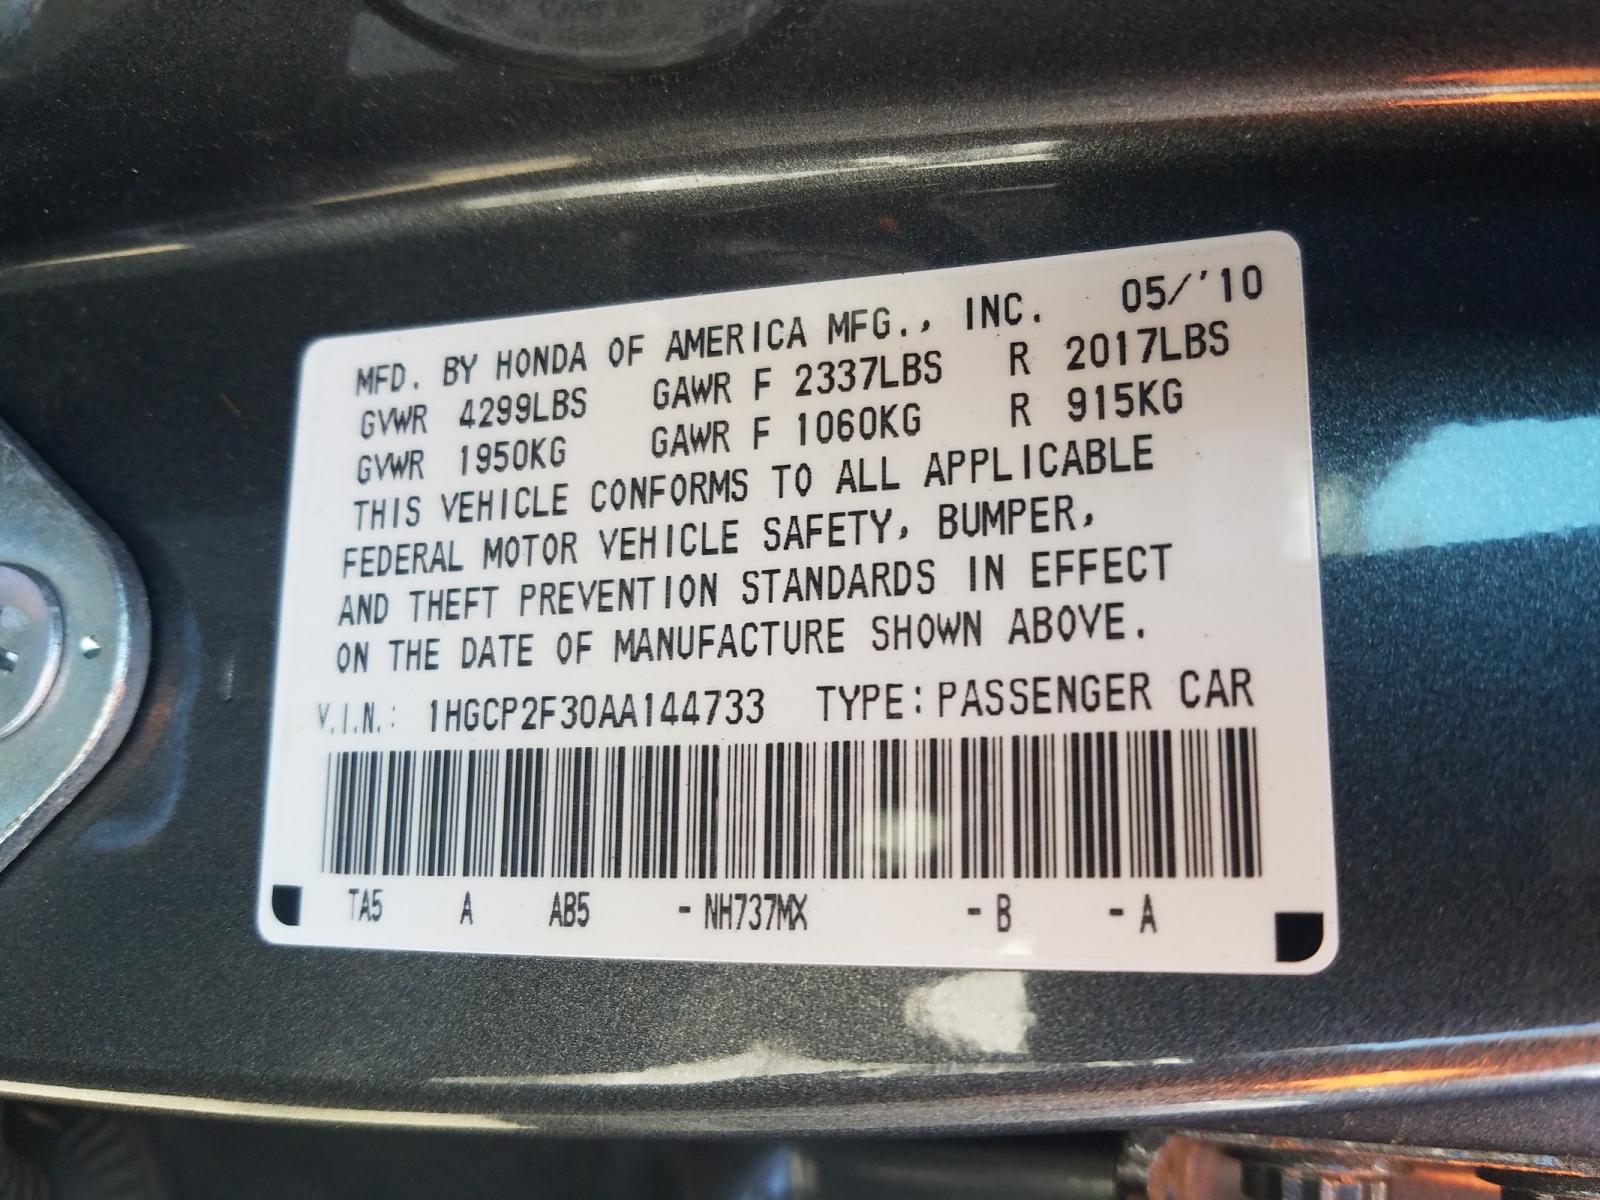 MFD. BY HONDA OF AMERICA MFG., INC. 05/'10
GVWR 4299LBS GAWR F 2337LBS R 2017LBS
GVWR 1950KG GAWR F 1060KG R 915KG
THIS VEHICLE CONFORMS TO ALL APPLICABLE
FEDERAL MOTOR VEHICLE SAFETY, BUMPER,
AND THEFT PREVENTION STANDARDS IN EFFECT
ON THE DATE OF MANUFACTURE SHOWN ABOVE.
V.I.N.: 1HGCP2F30AA144733 TYPE: PASSENGER CAR
TA5 A AB5 -NH737MX -B -A